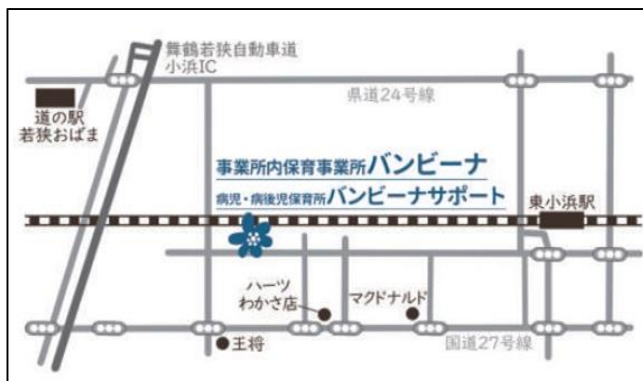 舞鶴若狭自動車道
小浜IC
県道24号線
道の駅
若狭おばま
事業所内保育事業所バンビーナ
病児・病後児保育所バンビーナサポート
東小浜駅
ハーツ
わかさ店
マクドナルド
王将
国道27号線